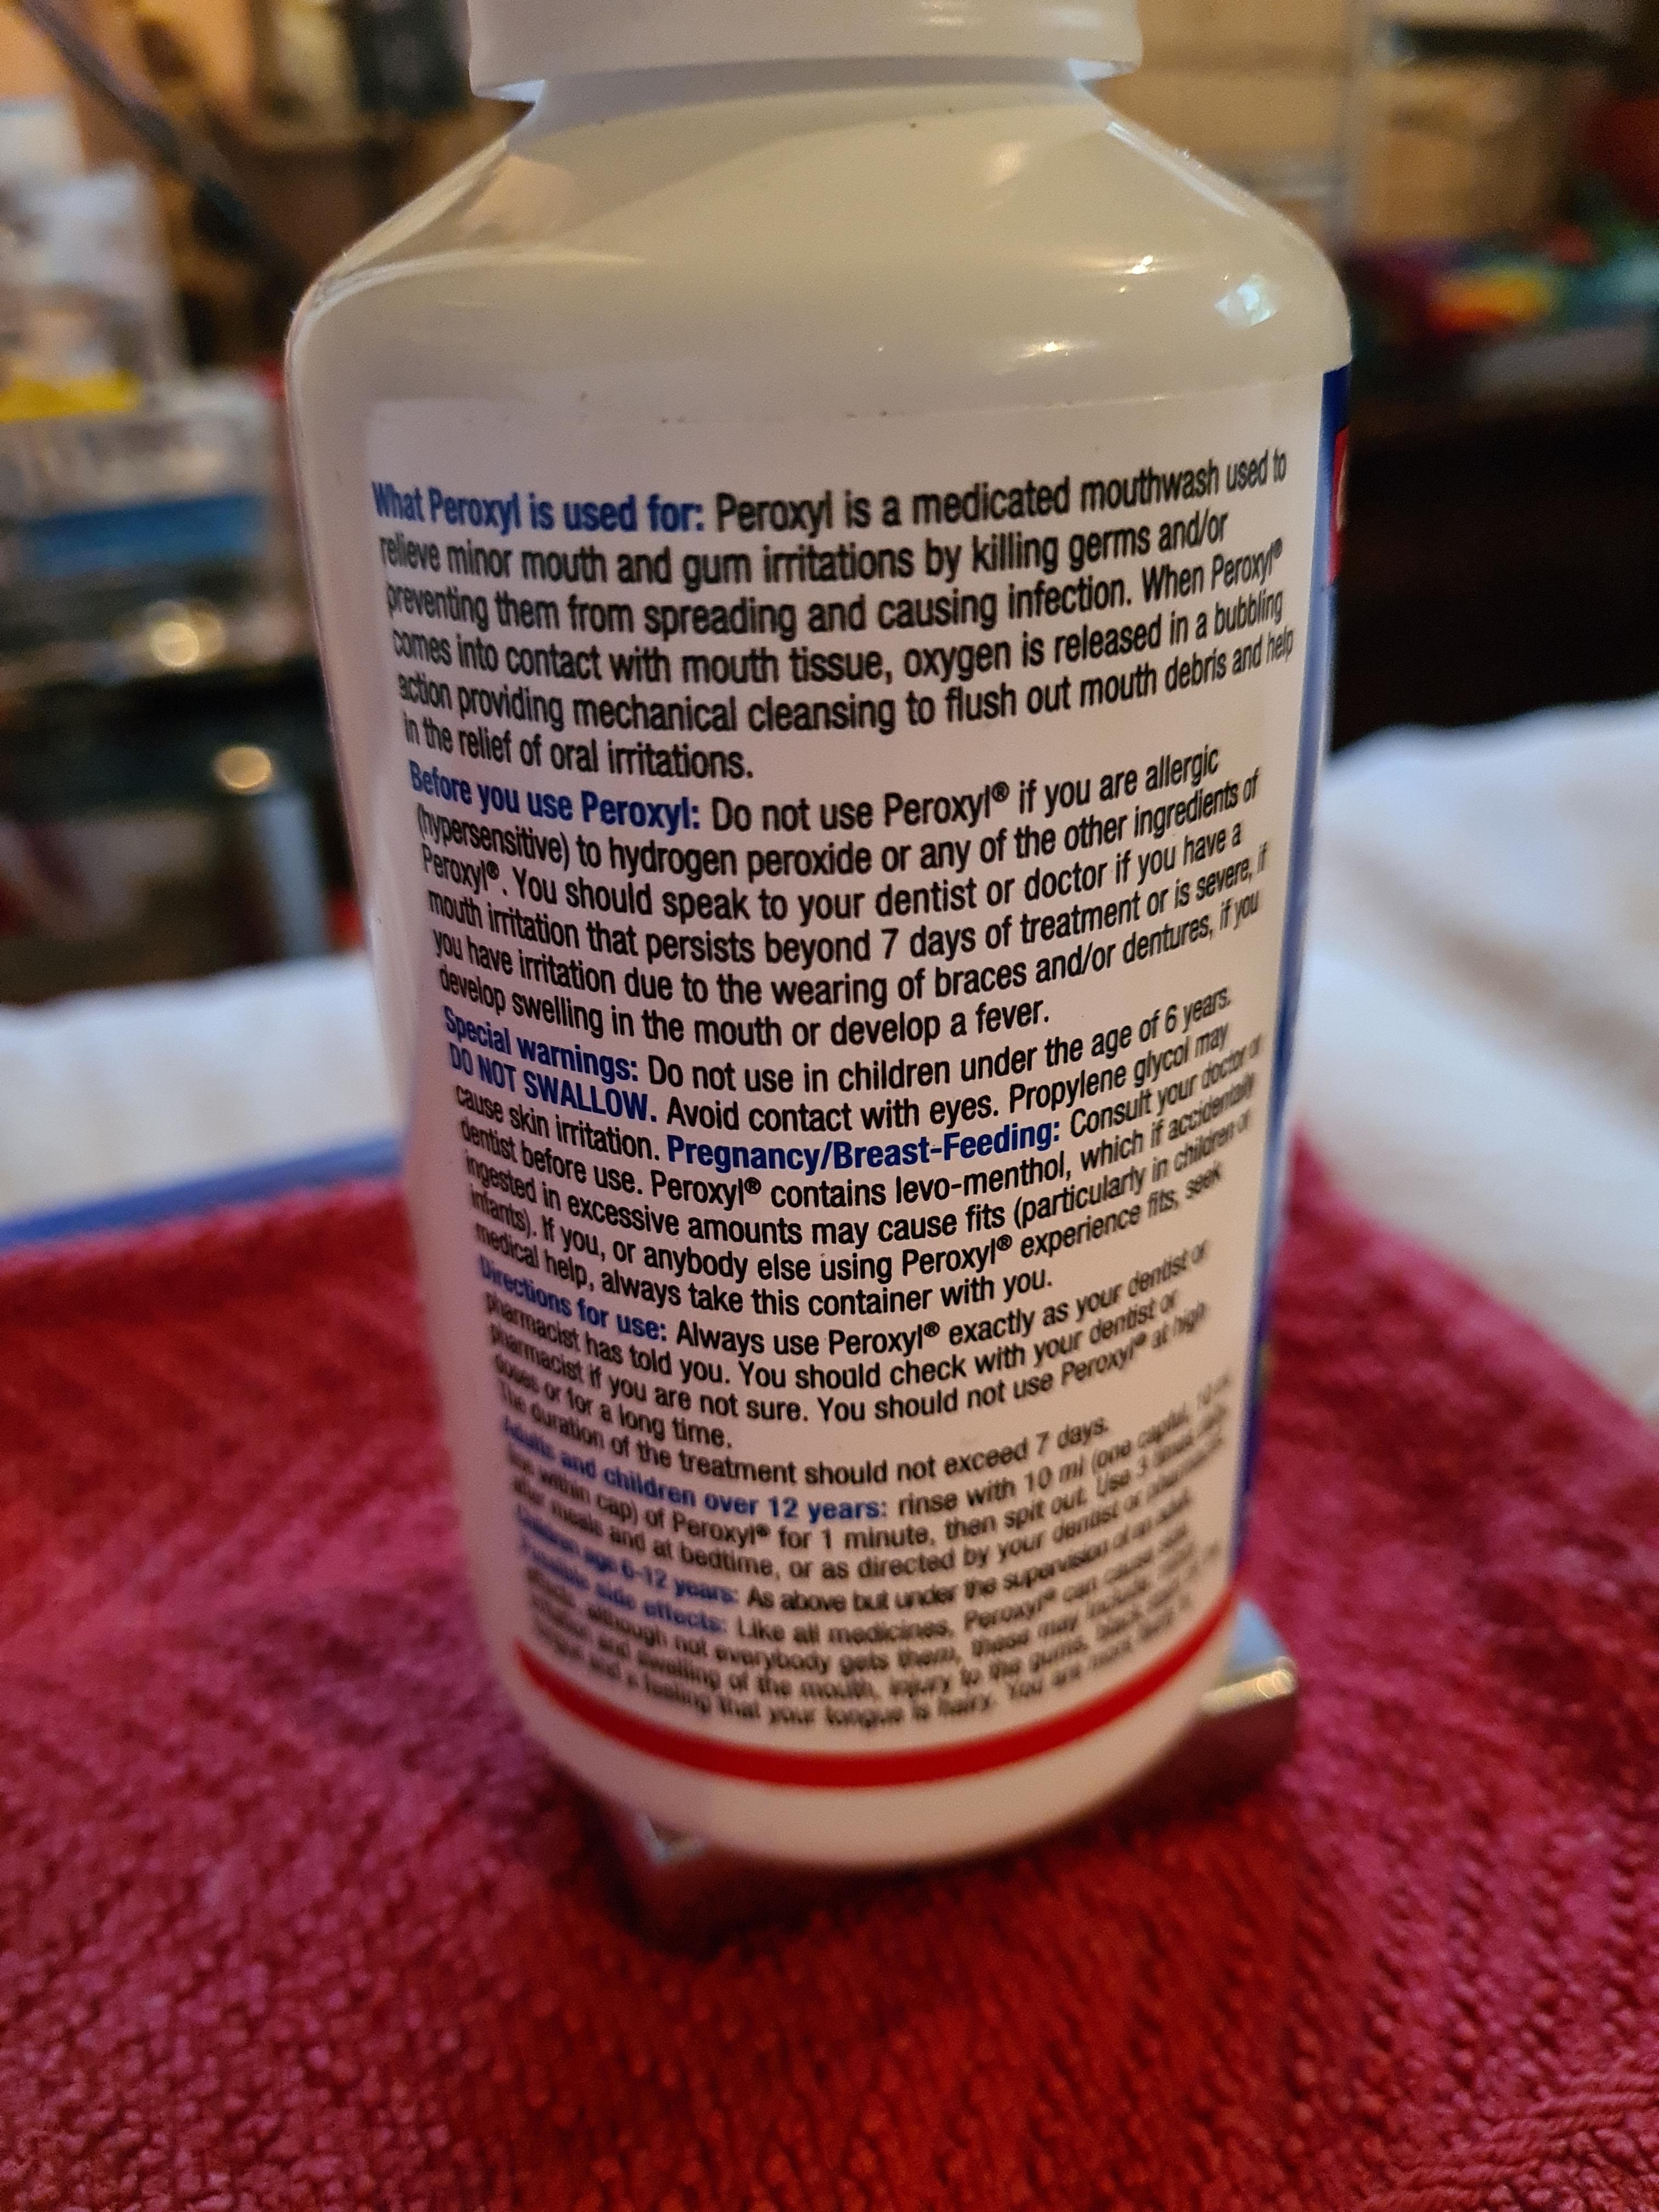 What Peroxyl is used for: Peroxyl is a medicated mouthwash used to
relieve minor mouth and gum irritations by killing germs and/or
preventing them from spreading and causing infection. When Peroxyl®
comes into contact with mouth tissue, oxygen is released in a bubbling
action providing mechanical cleansing to flush out mouth debris and help
in the relief of oral irritations.
Before you use Peroxyl: Do not use Peroxyl® if you are allergic
(hypersensitive) to hydrogen peroxide or any of the other ingredients of
Peroxyl®. You should speak to your dentist or doctor if you have a
mouth irritation that persists beyond 7 days of treatment or is severe, if
you have irritation due to the wearing of braces and/or dentures, if you
develop swelling in the mouth or develop a fever.
Special warnings: Do not use in children under the age of 6 years.
DO NOT SWALLOW. Avoid contact with eyes. Propylene glycol may
cause skin irritation. Pregnancy/Breast-Feeding: Consult your doctor or
dentist before use. Peroxyl® contains levo-menthol, which if accidentally
ingested in excessive amounts may cause fits (particularly in children or
infants). If you, or anybody else using Peroxyl® experience fits, seek
medical help, always take this container with you.
Directions for use: Always use Peroxyl® exactly as your dentist or
pharmacist has told you. You should check with your dentist or
pharmacist if you are not sure. You should not use Peroxyl® at high
doses or for a long time.
The duration of the treatment should not exceed 7 days.
Adults and children over 12 years: rinse with 10 ml (one capful, 10 ml
line within cap) of Peroxyl® for 1 minute, then spit out. Use 3 times daily
after meals and at bedtime, or as directed by your dentist or pharmacist.
Children age 6-12 years: As above but under the supervision of an adult.
Possible side effects: Like all medicines, Peroxyl® can cause side
effects, although not everybody gets them, these may include
irritation and swelling of the mouth, injury to the gums, black
tongue and a feeling that your tongue is hairy. You are more